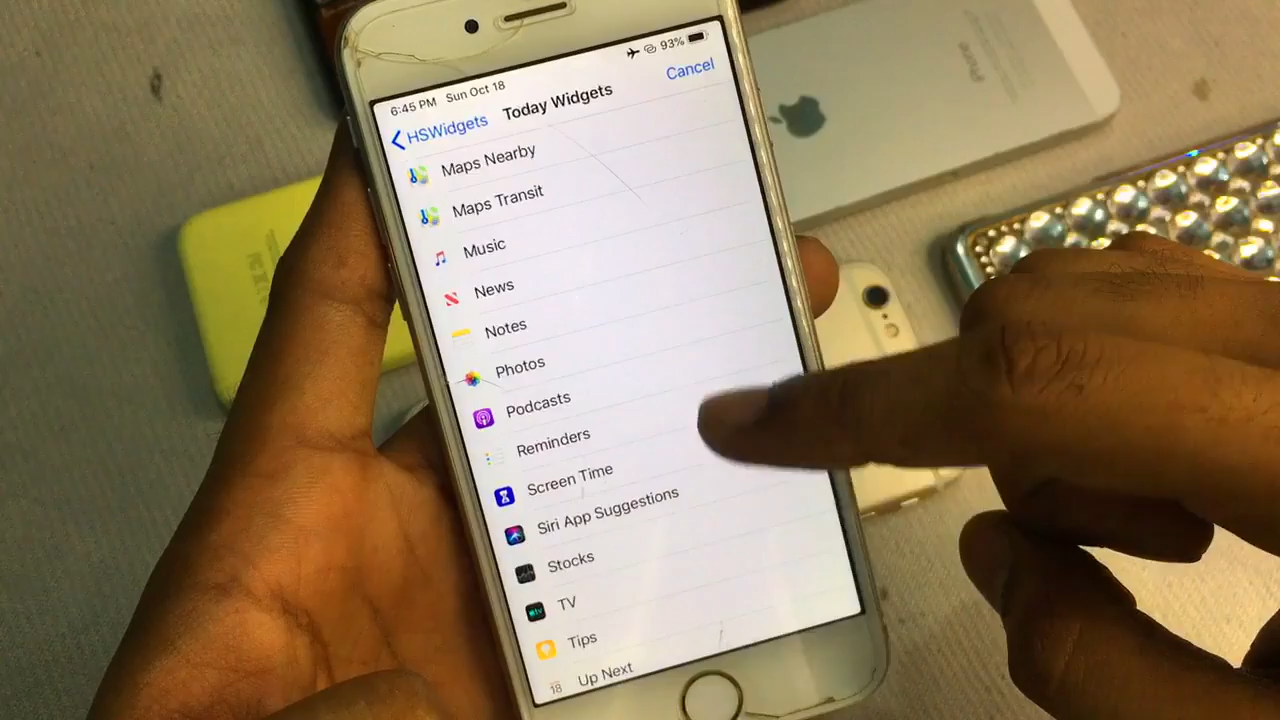 6:45 PM Sun Oct 18 93%
HSWidgets Today Widgets Cancel
Maps Nearby
Maps Transit
Music
News
Notes
Photos
Podcasts
Reminders
Screen Time
Siri App Suggestions
Stocks
TV
Tips
18 Up Next
iPhone